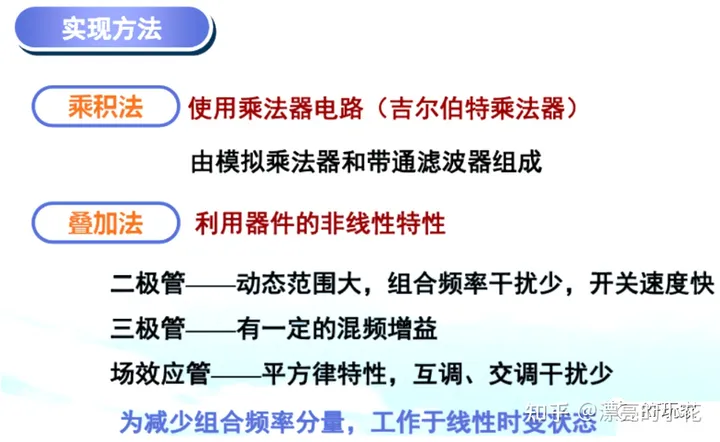 实现方法
乘积法 使用乘法器电路（吉尔伯特乘法器）
由模拟乘法器和带通滤波器组成
叠加法 利用器件的非线性特性
二极管——动态范围大，组合频率干扰少，开关速度快
三极管——有一定的混频增益
场效应管——平方律特性，互调、交调干扰少
为减少组合频率分量，工作于线性时变状态
知乎 @漂亮的